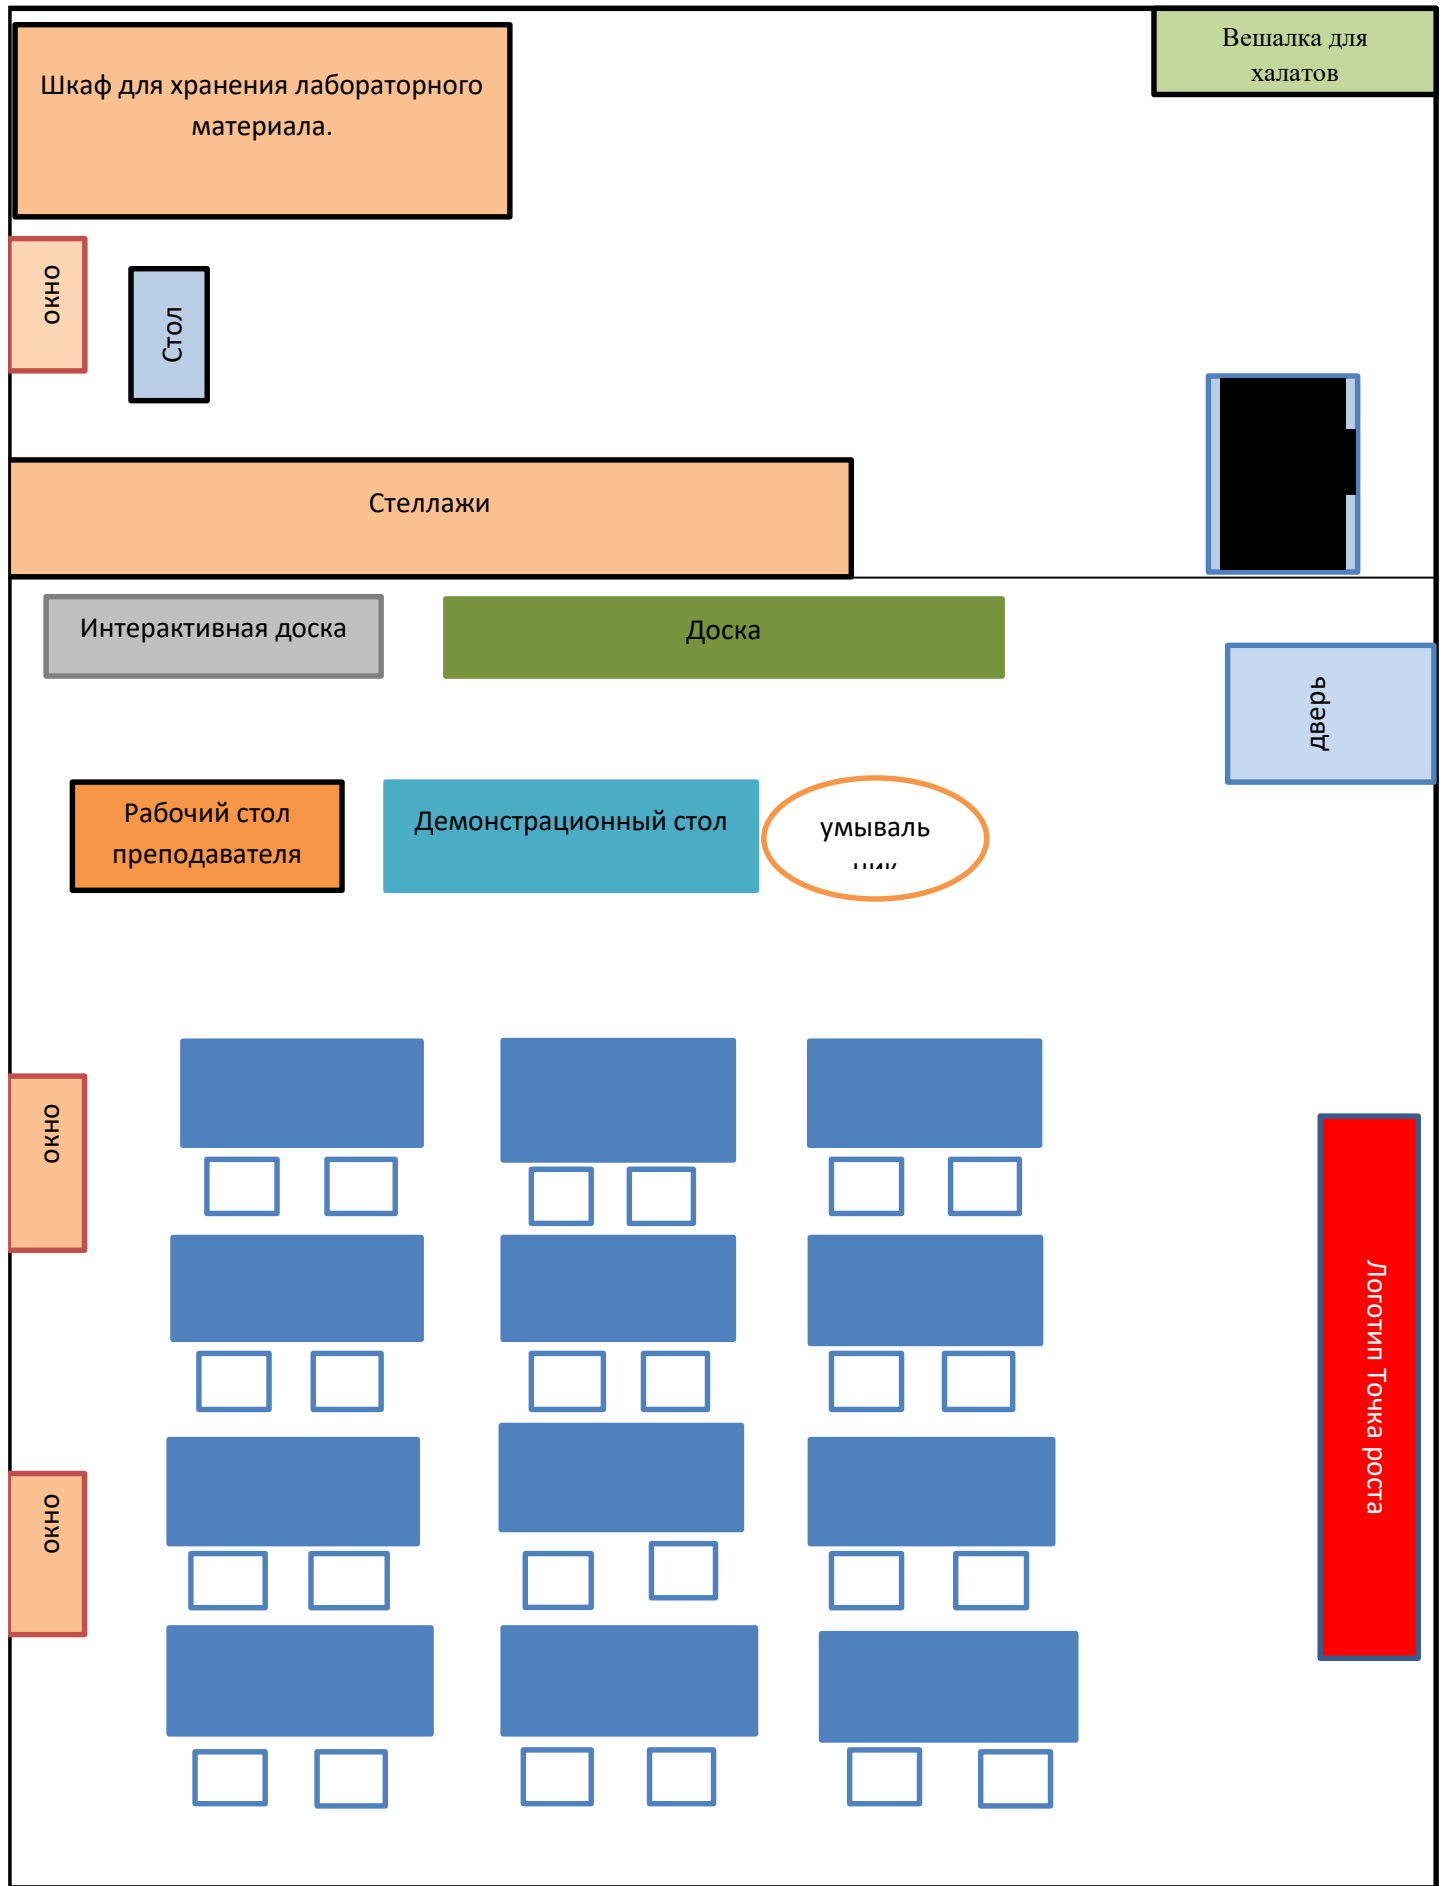 Вешалка для
халатов
Шкаф для хранения лабораторного
материала.
окно
Стол
Стеллажи
Интерактивная доска
Доска
дверь
Рабочий стол
преподавателя
Демонстрационный стол
умываль
ник
окно
Логотип Точка роста
окно